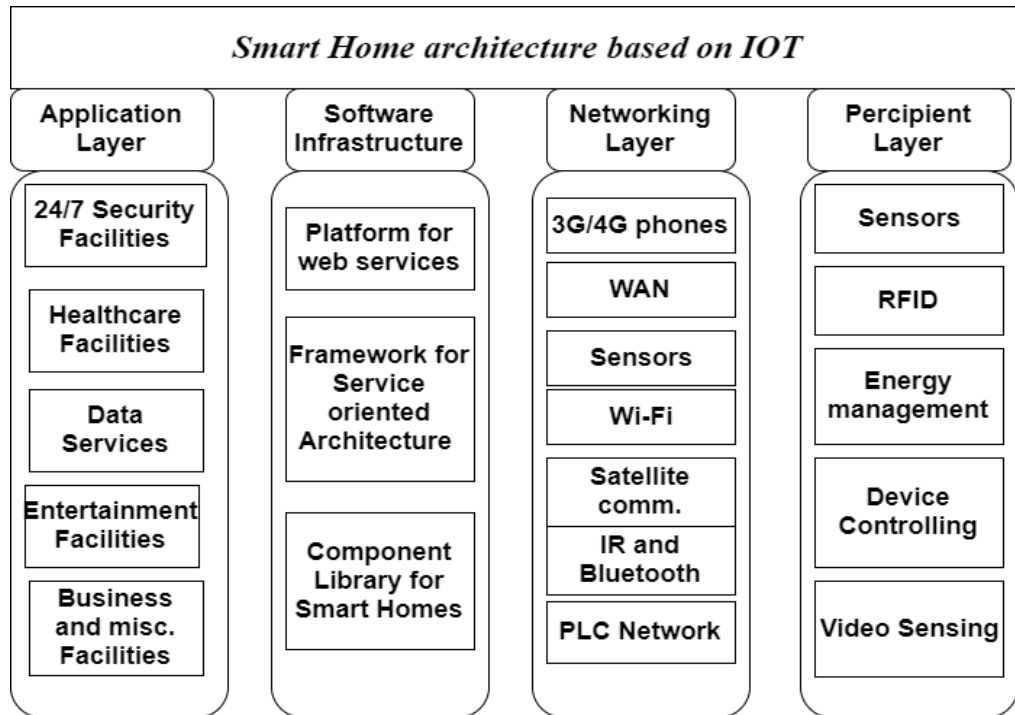 Smart Home architecture based on IOT
Application
Layer
24/7 Security
Facilities
Healthcare
Facilities
Data
Services
Entertainment
Facilities
Business
and misc.
Facilities
Software
Infrastructure
Platform for
web services
Framework for
Service
oriented
Architecture
Component
Library for
Smart Homes
Networking
Layer
3G/4G phones
WAN
Sensors
Wi-Fi
Satellite
comm.
IR and
Bluetooth
PLC Network
Percipient
Layer
Sensors
RFID
Energy
management
Device
Controlling
Video Sensing